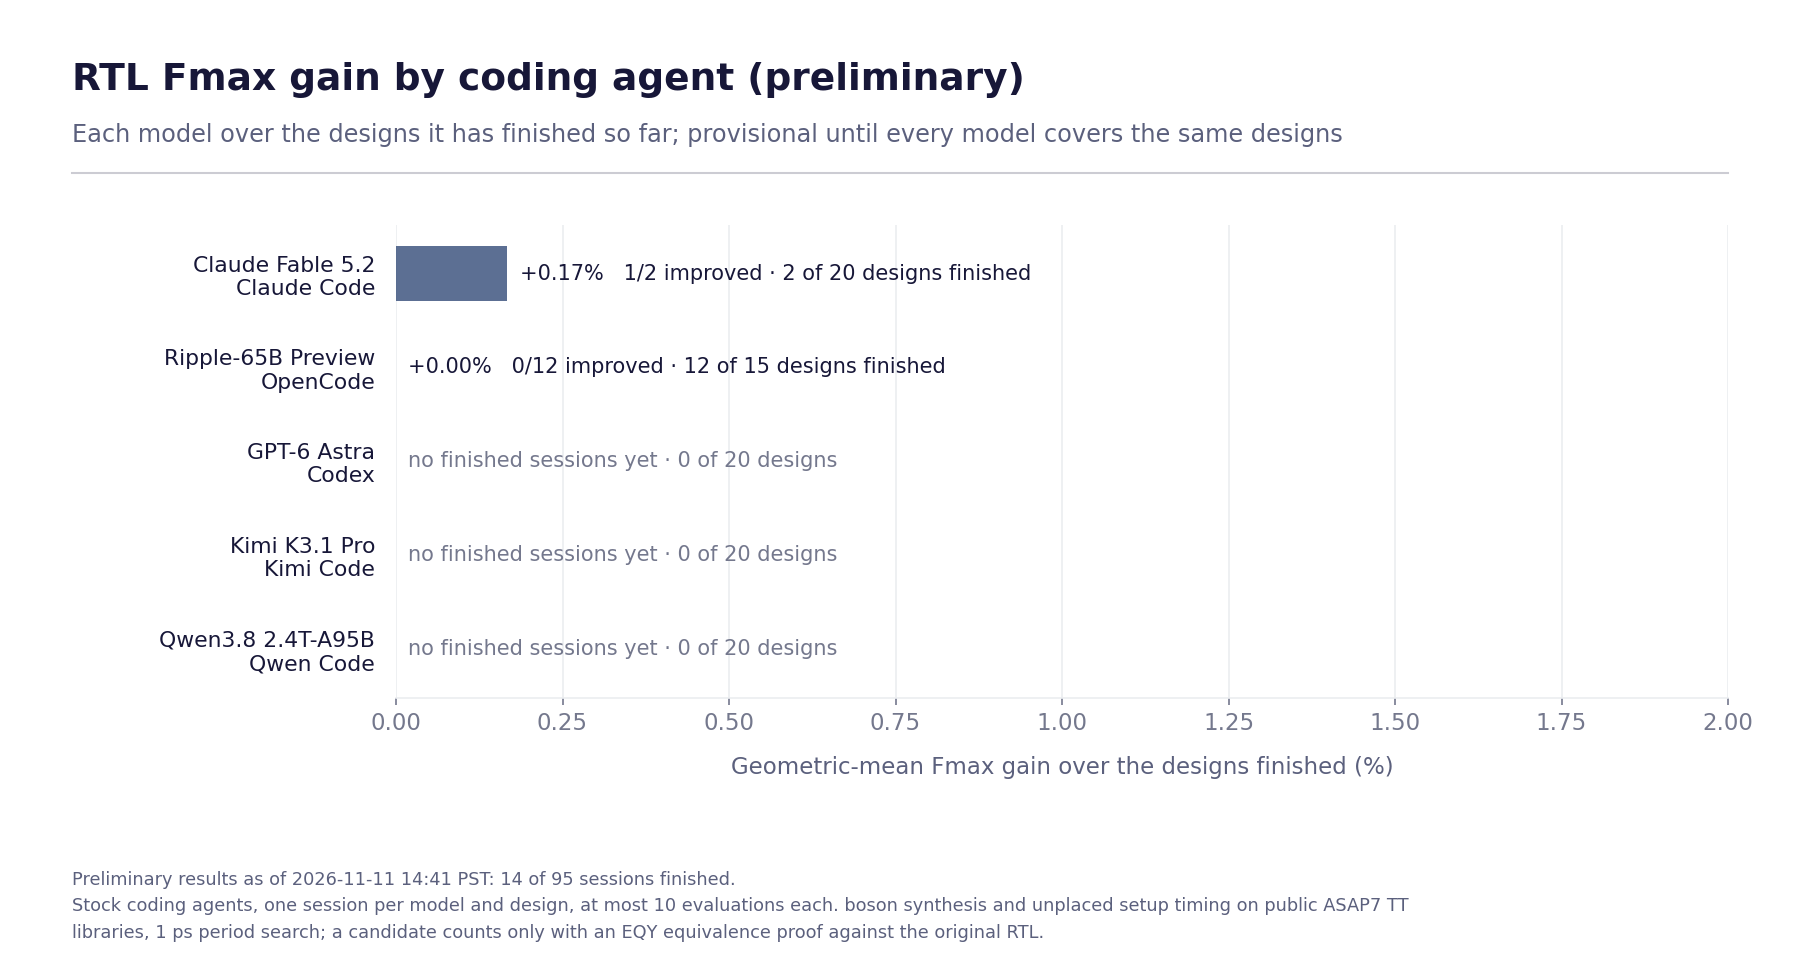 RTL Fmax gain by coding agent (preliminary)
Each model over the designs it has finished so far; provisional until every model covers the same designs
Claude Fable 5.2
Claude Code
+0.17% 1/2 improved · 2 of 20 designs finished
Ripple-65B Preview
OpenCode
+0.00% 0/12 improved · 12 of 15 designs finished
GPT-6 Astra
Codex
no finished sessions yet · 0 of 20 designs
Kimi K3.1 Pro
Kimi Code
no finished sessions yet · 0 of 20 designs
Qwen3.8 2.4T-A95B
Qwen Code
no finished sessions yet · 0 of 20 designs
0.00 0.25 0.50 0.75 1.00 1.25 1.50 1.75 2.00
Geometric-mean Fmax gain over the designs finished (%)
Preliminary results as of 2026-11-11 14:41 PST: 14 of 95 sessions finished.
Stock coding agents, one session per model and design, at most 10 evaluations each. boson synthesis and unplaced setup timing on public ASAP7 TT
libraries, 1 ps period search; a candidate counts only with an EQY equivalence proof against the original RTL.